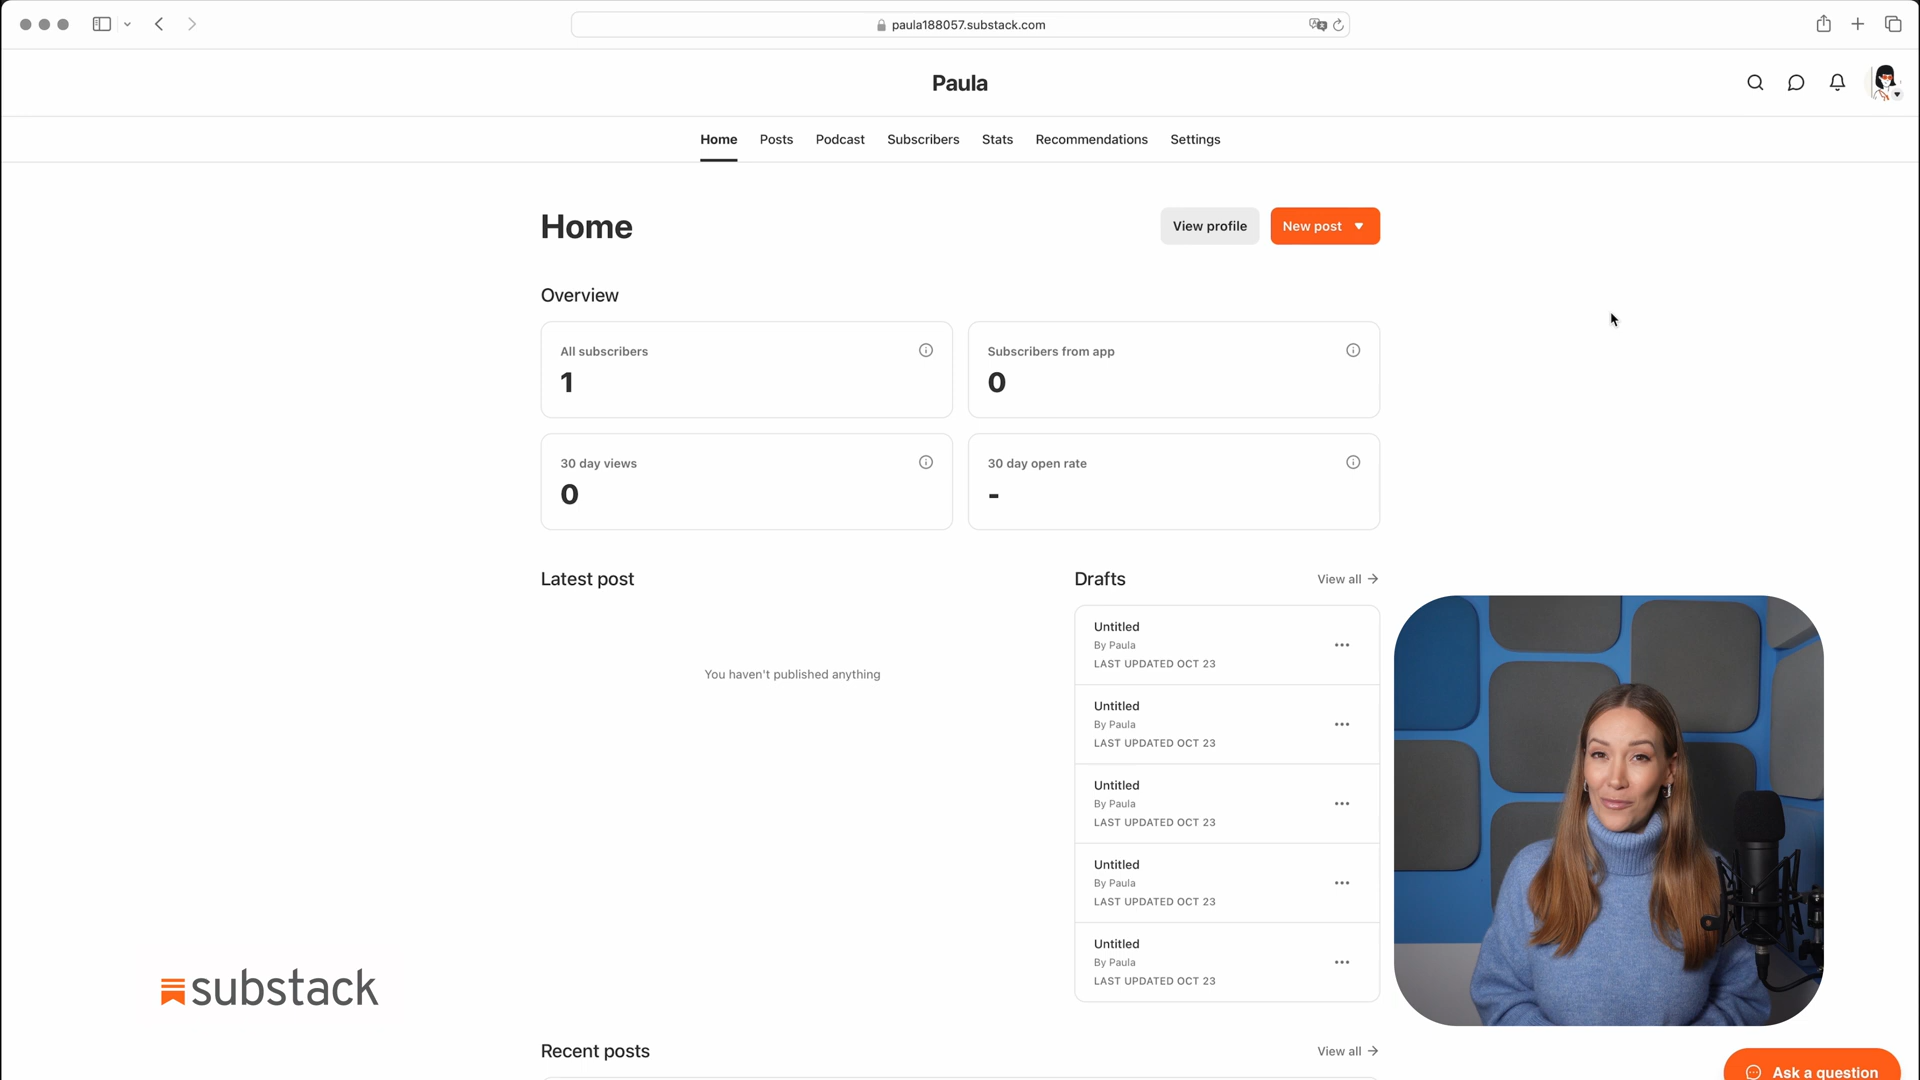 paula188057.substack.com
Paula
Home Posts Podcast Subscribers Stats Recommendations Settings
Home
View profile
New post
Overview
All subscribers
1
Subscribers from app
0
30 day views
0
30 day open rate
-
Latest post
You haven't published anything
Drafts
View all →
Untitled
By Paula
LAST UPDATED OCT 23
Untitled
By Paula
LAST UPDATED OCT 23
Untitled
By Paula
LAST UPDATED OCT 23
Untitled
By Paula
LAST UPDATED OCT 23
Untitled
By Paula
LAST UPDATED OCT 23
substack
Recent posts
View all →
Ask a question